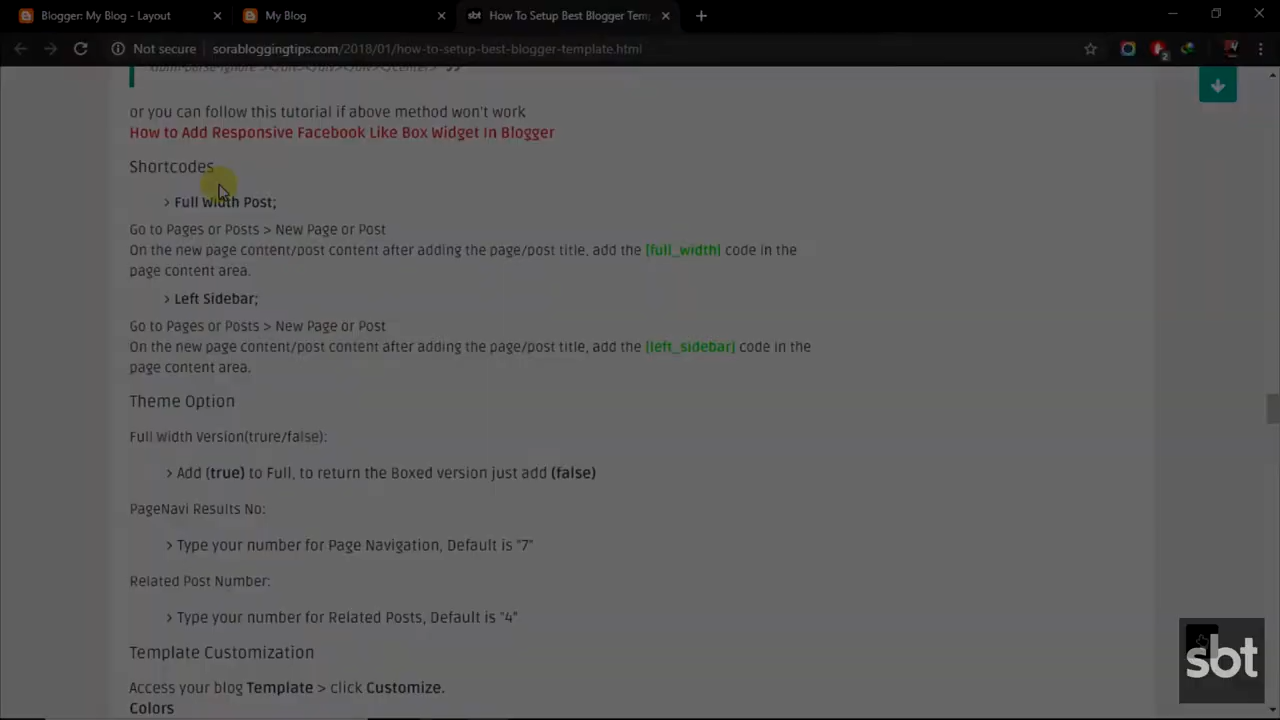 Blogger: My Blog - Layout
My Blog
sbt How To Setup Best Blogger Tem
Not secure sorabloggingtips.com/2018/01/how-to-setup-best-blogger-template.html
2
or you can follow this tutorial if above method won't work
How to Add Responsive Facebook Like Box Widget In Blogger
Shortcodes
> Full Width Post;
Go to Pages or Posts > New Page or Post
On the new page content/post content after adding the page/post title, add the [full_width] code in the
page content area.
> Left Sidebar;
Go to Pages or Posts > New Page or Post
On the new page content/post content after adding the page/post title, add the [left_sidebar] code in the
page content area.
Theme Option
Full Width Version(trure/false):
> Add (true) to Full, to return the Boxed version just add (false)
PageNavi Results No:
> Type your number for Page Navigation, Default is "7"
Related Post Number:
> Type your number for Related Posts, Default is "4"
Template Customization
Access your blog Template > click Customize.
Colors
sbt